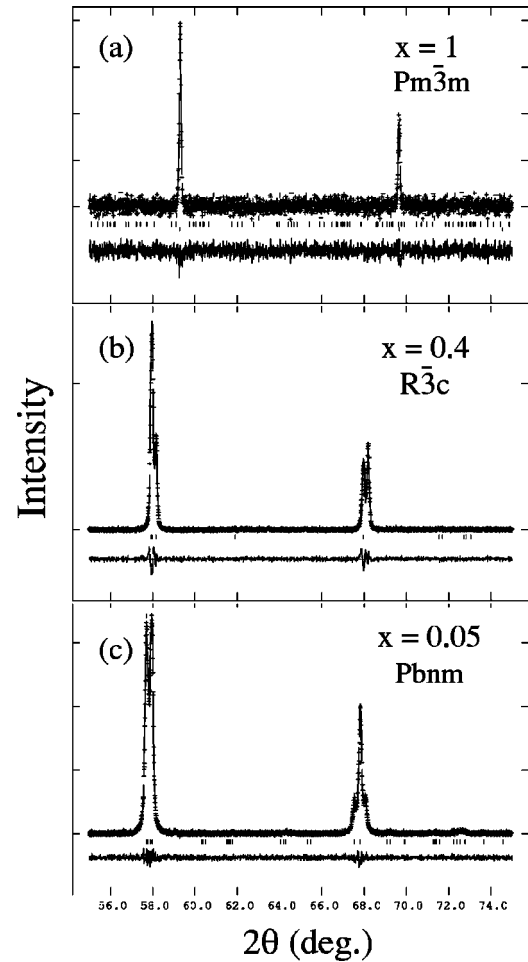 (a)
x = 1
Pm3̄m
(b)
x = 0.4
R3̄c
(c)
x = 0.05
Pbnm
Intensity
56.0 58.0 60.0 62.0 64.0 66.0 68.0 70.0 72.0 74.0
2θ (deg.)